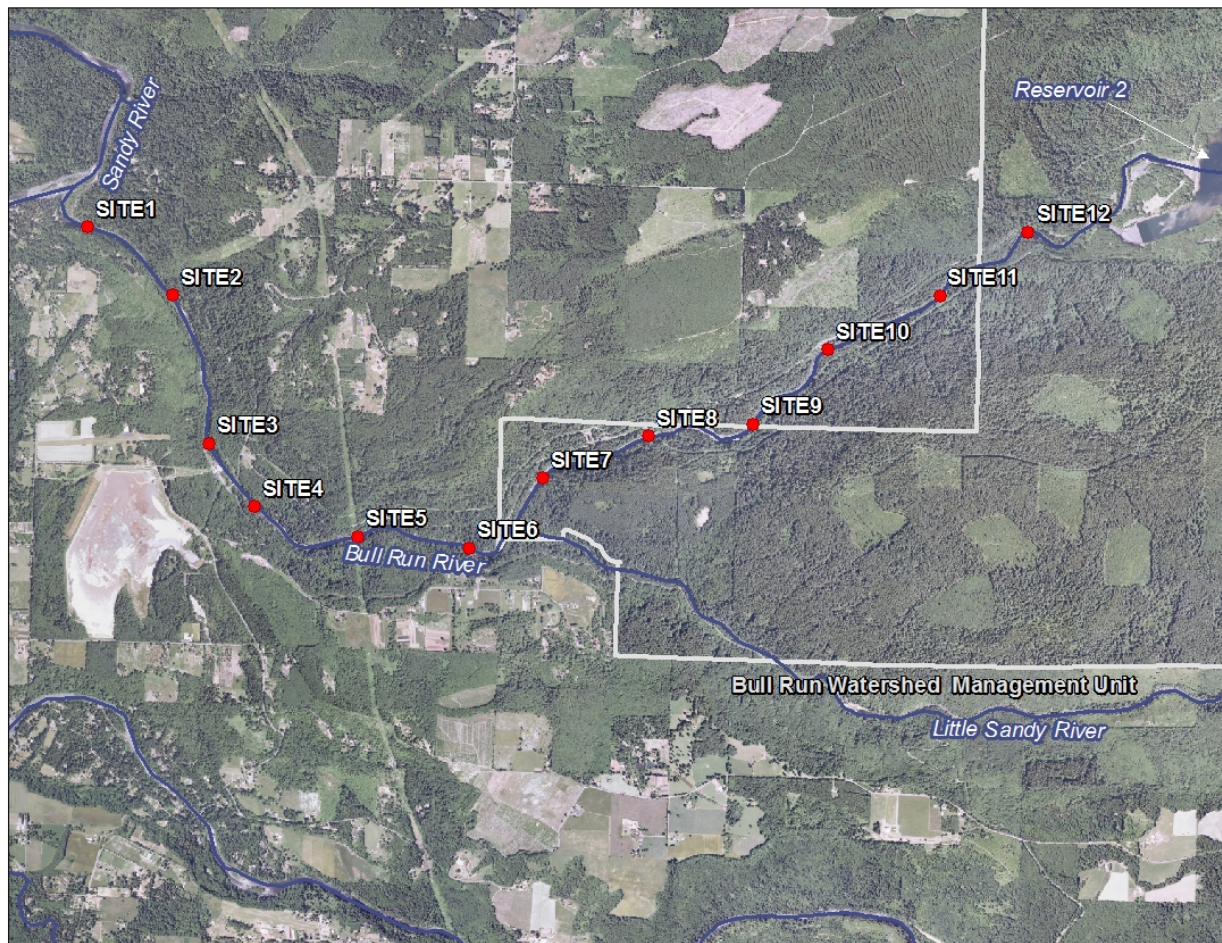 Reservoir 2
Sandy River
SITE1
SITE12
SITE2
SITE11
SITE10
SITE9
SITE8
SITE3
SITE7
SITE4
SITE5
SITE6
Bull Run River
Bull Run Watershed Management Unit
Little Sandy River